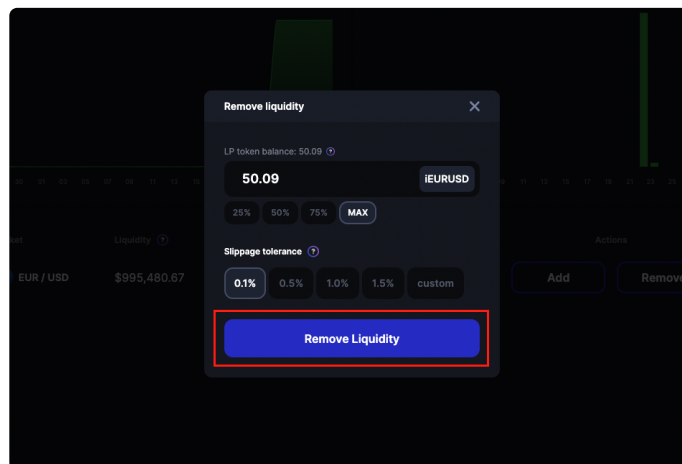 Remove liquidity
LP token balance: 50.09
50.09 iEURUSD
25% 50% 75% MAX
Slippage tolerance
0.1% 0.5% 1.0% 1.5% custom
Remove Liquidity
Liquidity Actions
EUR / USD $995,480.67 Add Remove